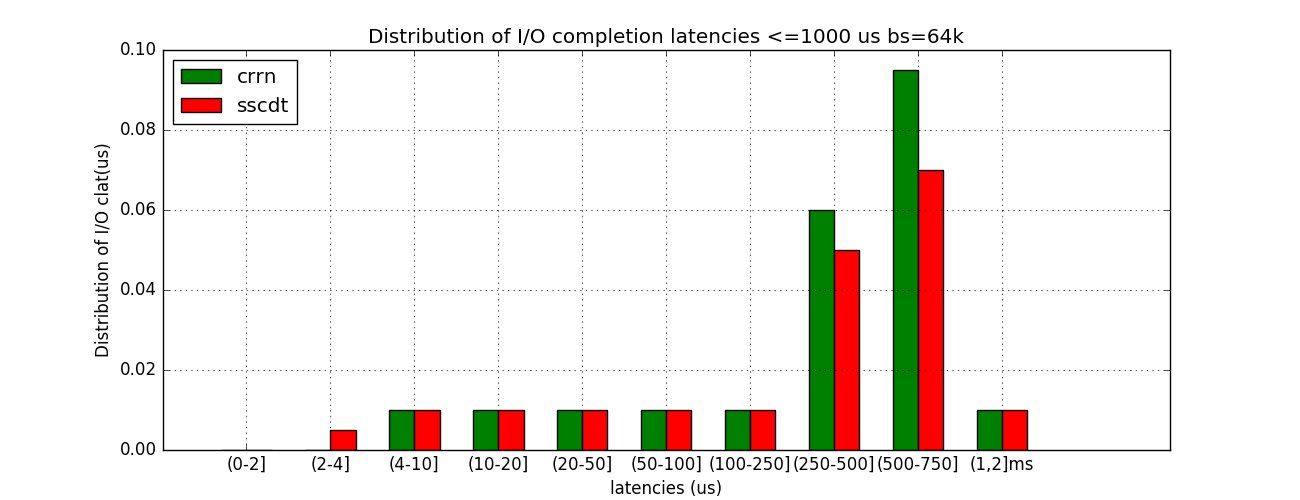 Distribution of I/O completion latencies <=1000 us bs=64k
0.10
0.08
0.06
0.04
0.02
0.00
Distribution of I/O clat(us)
crrn
sscdt
(0-2] (2-4] (4-10] (10-20] (20-50] (50-100] (100-250] (250-500] (500-750] (1,2]ms
latencies (us)